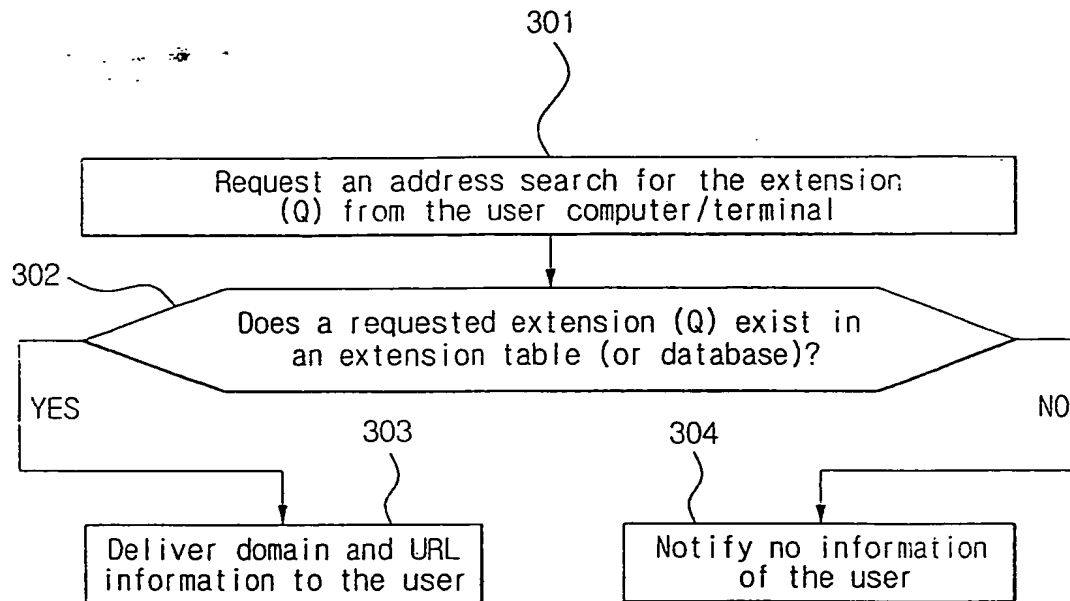 301
Request an address search for the extension
(Q) from the user computer/terminal
302
Does a requested extension (Q) exist in
an extension table (or database)?
YES
NO
303
304
Deliver domain and URL
information to the user
Notify no information
of the user